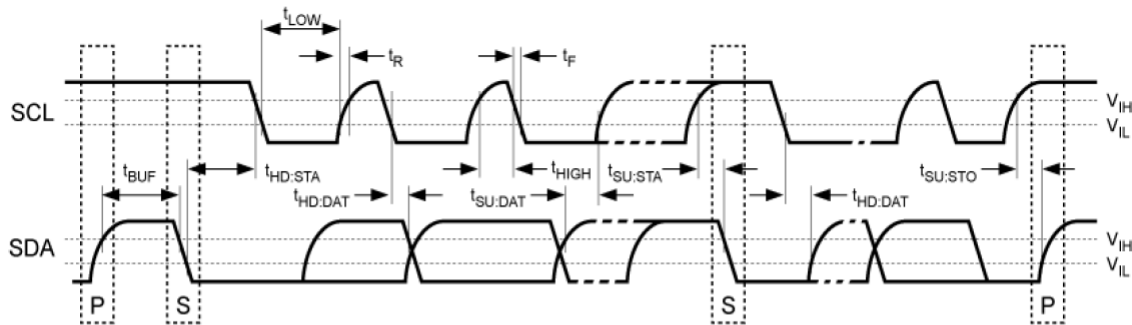 tLOW
tR
tF
SCL
VIH
VIL
tBUF
tHD:STA
tHIGH
tSU:STA
tSU:STO
tHD:DAT
tSU:DAT
tHD:DAT
SDA
VIH
VIL
P
S
S
P